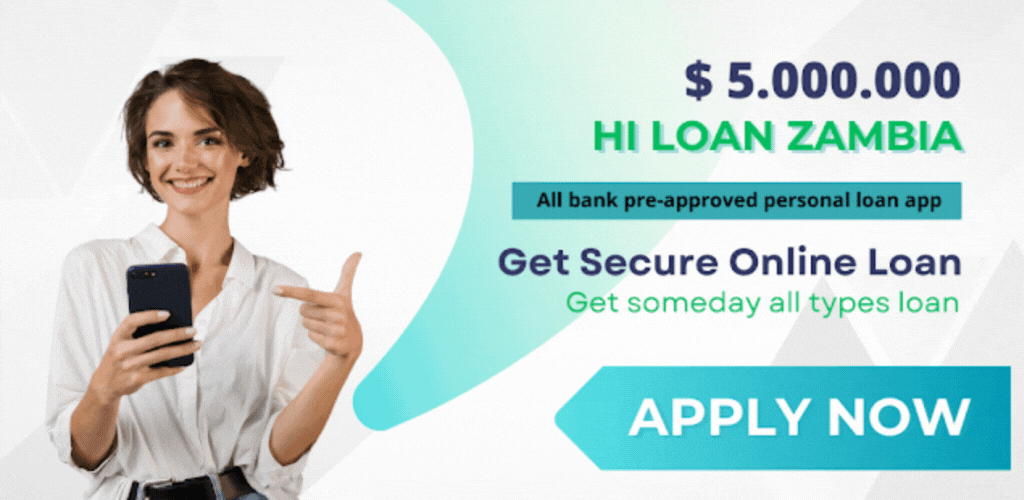 $ 5.000.000
HI LOAN ZAMBIA
All bank pre-approved personal loan app
Get Secure Online Loan
Get someday all types loan
APPLY NOW